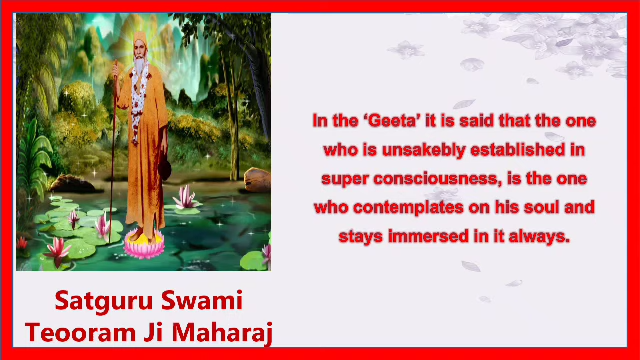 In the ‘Geeta’ it is said that the one
who is unsakebly established in
super consciousness, is the one
who contemplates on his soul and
stays immersed in it always.
Satguru Swami
Teooram Ji Maharaj